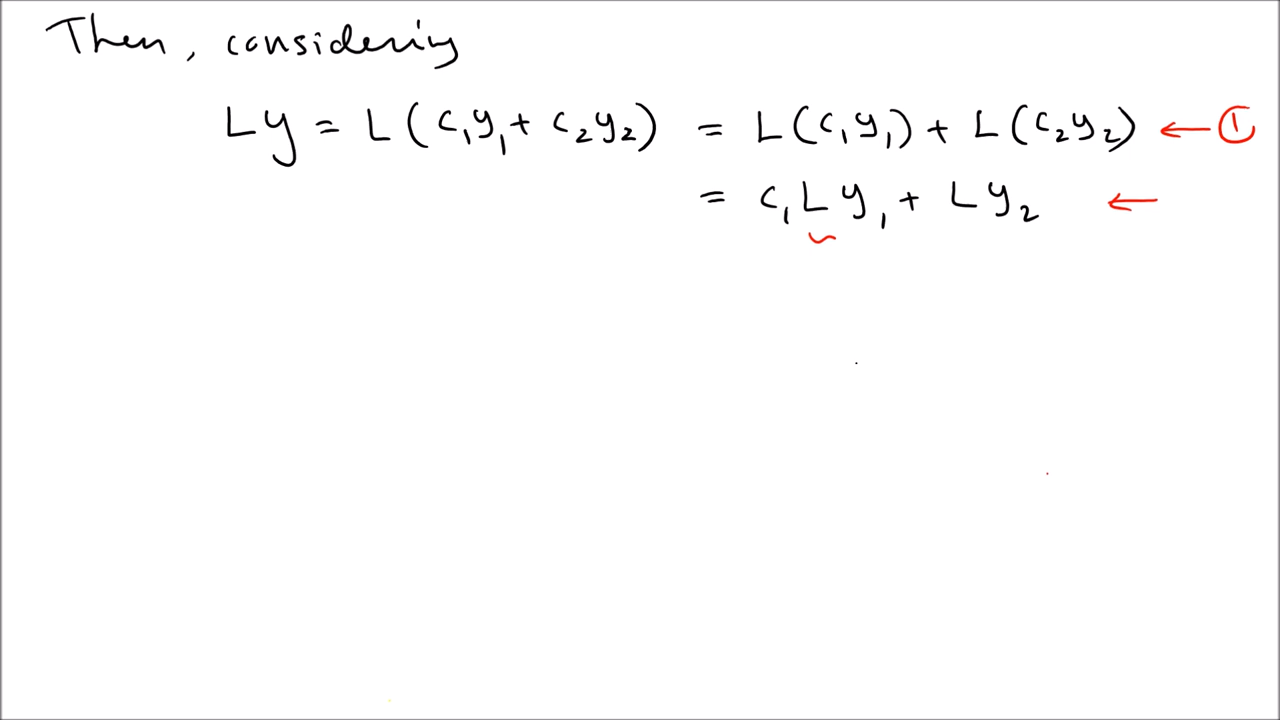 Then, considering
Ly = L(c₁y₁ + c₂y₂) = L(c₁y₁) + L(c₂y₂) ← ①
= c₁Ly₁ + Ly₂ ←